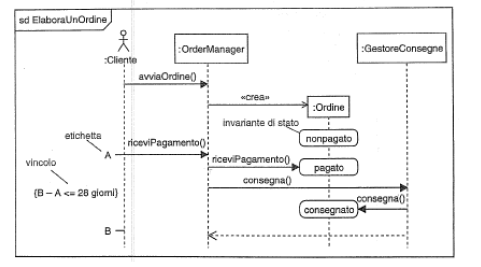 sd ElaboraUnOrdine
:Cliente
:OrderManager
:GestoreConsegne
avviaOrdine()
«crea»
:Ordine
invariante di stato
nonpagato
etichetta
A
riceviPagamento()
riceviPagamento()
pagato
vincolo
consegna()
{B – A <= 28 giorni}
consegna()
consegnato
B